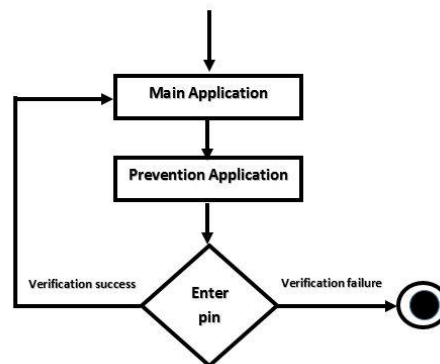 Main Application
Prevention Application
Verification success
Enter
pin
Verification failure